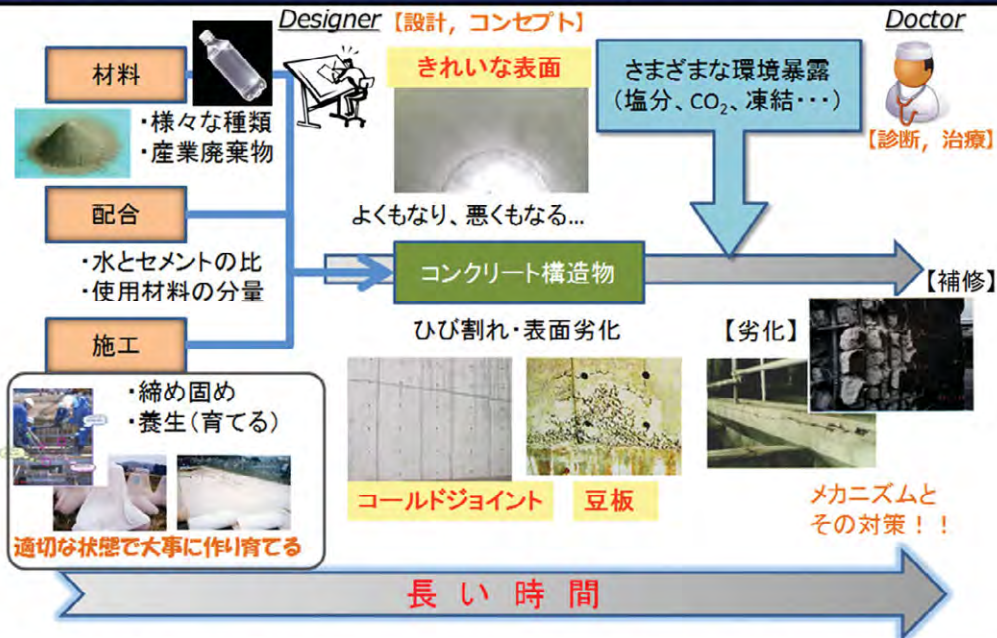 Designer 【設計, コンセプト】
Doctor
材料
きれいな表面
さまざまな環境暴露
(塩分、CO₂、凍結・・・)
・様々な種類
・産業廃棄物
【診断, 治療】
配合
よくもなり、悪くもなる...
・水とセメントの比
・使用材料の分量
コンクリート構造物
【補修】
施工
ひび割れ・表面劣化
【劣化】
・締め固め
・養生(育てる)
コールドジョイント
豆板
メカニズムと
その対策!!
適切な状態で大事に作り育てる
長い時間